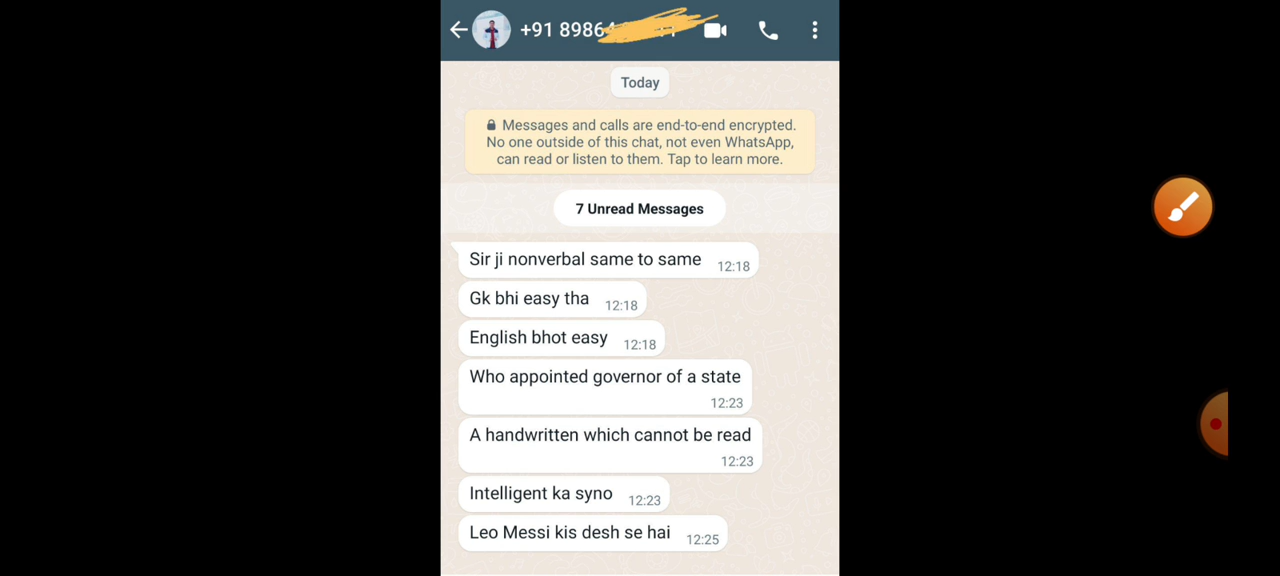 +91 8986
Today
Messages and calls are end-to-end encrypted.
No one outside of this chat, not even WhatsApp,
can read or listen to them. Tap to learn more.
7 Unread Messages
Sir ji nonverbal same to same 12:18
Gk bhi easy tha 12:18
English bhot easy 12:18
Who appointed governor of a state
12:23
A handwritten which cannot be read
12:23
Intelligent ka syno 12:23
Leo Messi kis desh se hai 12:25